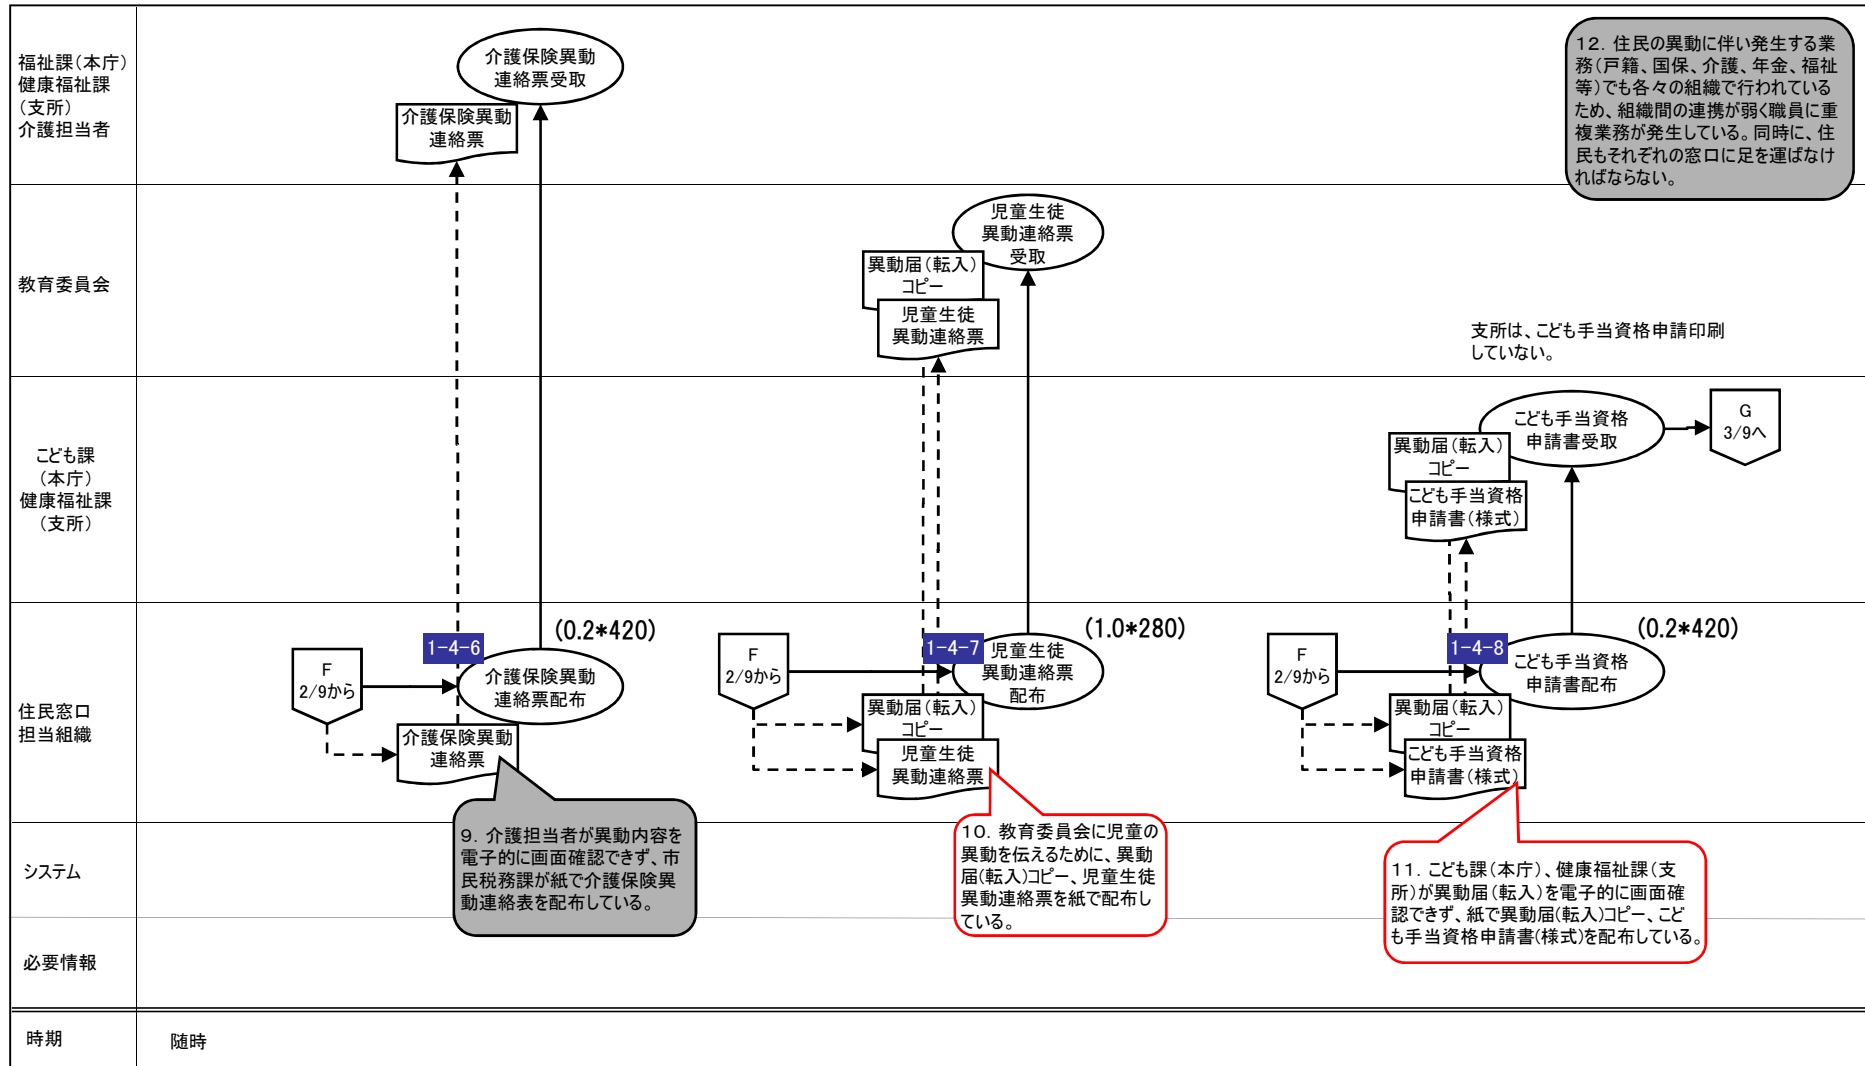 福祉課(本庁)
健康福祉課
(支所)
介護担当者
介護保険異動
連絡票受取
介護保険異動
連絡票
12. 住民の異動に伴い発生する業
務(戸籍、国保、介護、年金、福祉
等)でも各々の組織で行われている
ため、組織間の連携が弱く職員に重
複業務が発生している。同時に、住
民もそれぞれの窓口に足を運ばなけ
ればならない。
教育委員会
児童生徒
異動連絡票
受取
異動届(転入)
コピー
児童生徒
異動連絡票
支所は、こども手当資格申請印刷
していない。
こども課
(本庁)
健康福祉課
(支所)
こども手当資格
申請書受取
G
3/9へ
異動届(転入)
コピー
こども手当資格
申請書(様式)
住民窓口
担当組織
F
2/9から
1-4-6
(0.2*420)
介護保険異動
連絡票配布
介護保険異動
連絡票
F
2/9から
1-4-7
(1.0*280)
児童生徒
異動連絡票
配布
異動届(転入)
コピー
児童生徒
異動連絡票
F
2/9から
1-4-8
(0.2*420)
こども手当資格
申請書配布
異動届(転入)
コピー
こども手当資格
申請書(様式)
システム
9. 介護担当者が異動内容を
電子的に画面確認できず、市
民税務課が紙で介護保険異
動連絡表を配布している。
10. 教育委員会に児童の
異動を伝えるために、異動
届(転入)コピー、児童生徒
異動連絡票を紙で配布し
ている。
11. こども課(本庁)、健康福祉課(支
所)が異動届(転入)を電子的に画面確
認できず、紙で異動届(転入)コピー、こど
も手当資格申請書(様式)を配布している。
必要情報
時期
随時